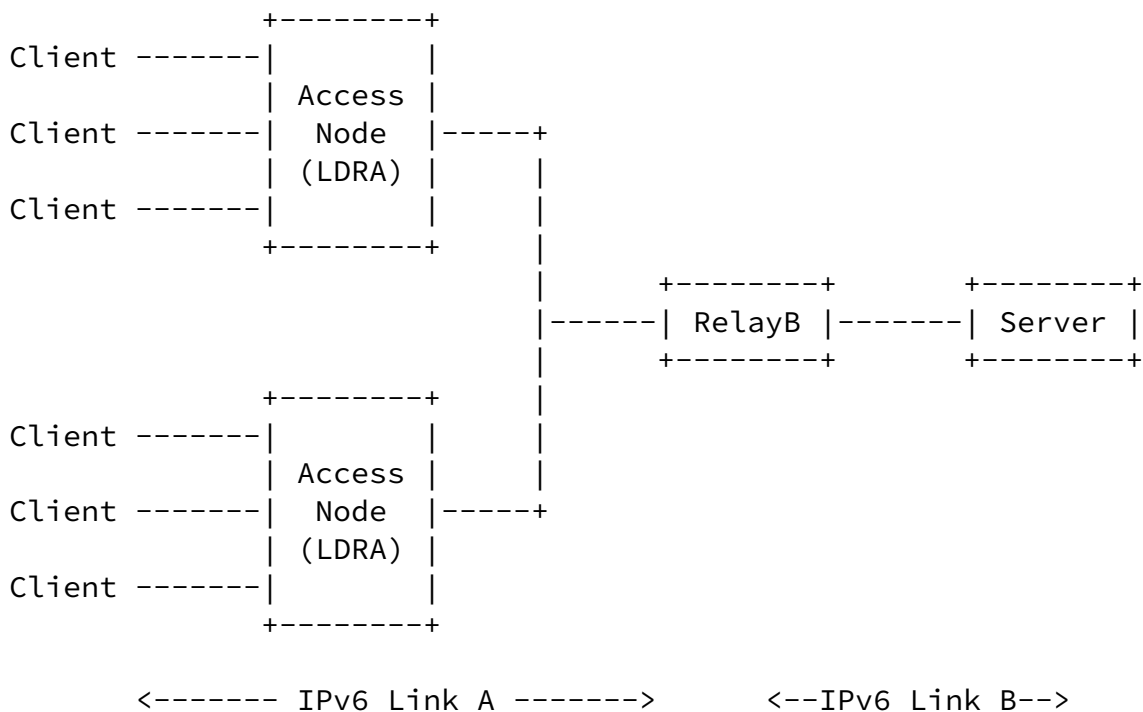 Client
Access
Client Node
(LDRA)
Client
RelayB Server
Client
Access
Client Node
(LDRA)
Client
<------- IPv6 Link A -------> <--IPv6 Link B-->